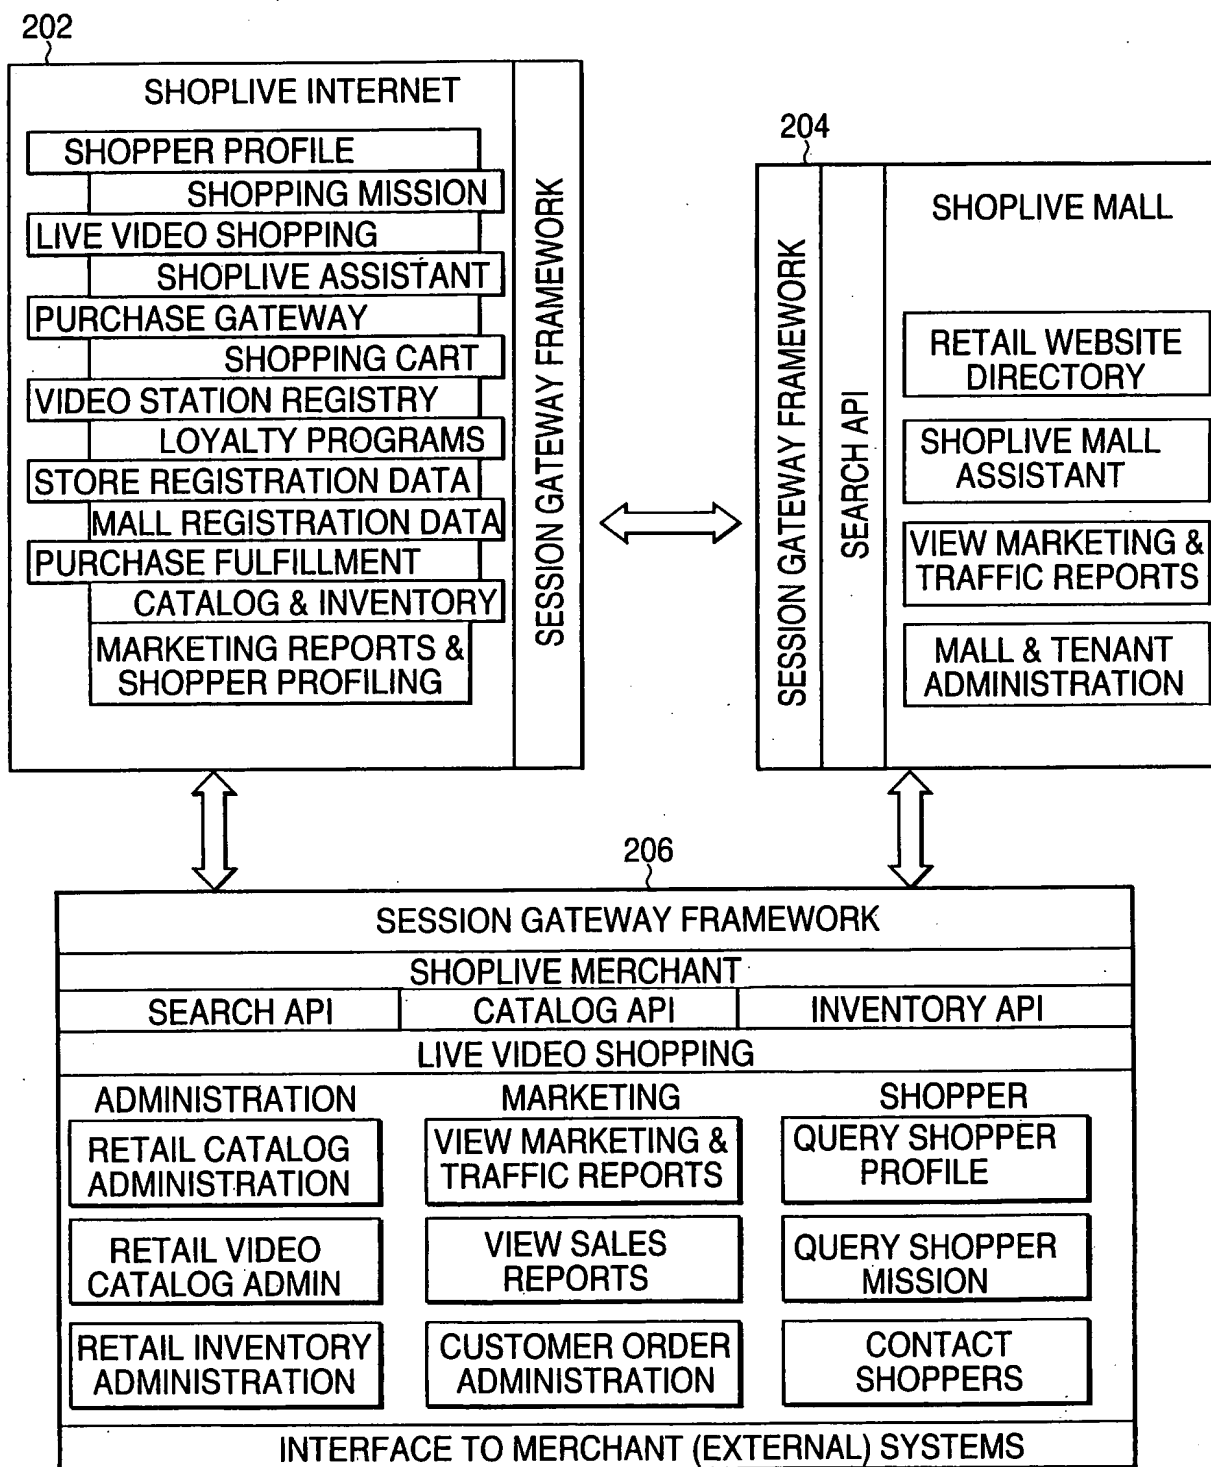 202
SHOPLIVE INTERNET
SHOPPER PROFILE
SHOPPING MISSION
LIVE VIDEO SHOPPING
SHOPLIVE ASSISTANT
PURCHASE GATEWAY
SHOPPING CART
VIDEO STATION REGISTRY
LOYALTY PROGRAMS
STORE REGISTRATION DATA
MALL REGISTRATION DATA
PURCHASE FULFILLMENT
CATALOG & INVENTORY
MARKETING REPORTS &
SHOPPER PROFILING
SESSION GATEWAY FRAMEWORK
204
SESSION GATEWAY FRAMEWORK
SEARCH API
SHOPLIVE MALL
RETAIL WEBSITE
DIRECTORY
SHOPLIVE MALL
ASSISTANT
VIEW MARKETING &
TRAFFIC REPORTS
MALL & TENANT
ADMINISTRATION
206
SESSION GATEWAY FRAMEWORK
SHOPLIVE MERCHANT
SEARCH API
CATALOG API
INVENTORY API
LIVE VIDEO SHOPPING
ADMINISTRATION
RETAIL CATALOG
ADMINISTRATION
RETAIL VIDEO
CATALOG ADMIN
RETAIL INVENTORY
ADMINISTRATION
MARKETING
VIEW MARKETING &
TRAFFIC REPORTS
VIEW SALES
REPORTS
CUSTOMER ORDER
ADMINISTRATION
SHOPPER
QUERY SHOPPER
PROFILE
QUERY SHOPPER
MISSION
CONTACT
SHOPPERS
INTERFACE TO MERCHANT (EXTERNAL) SYSTEMS